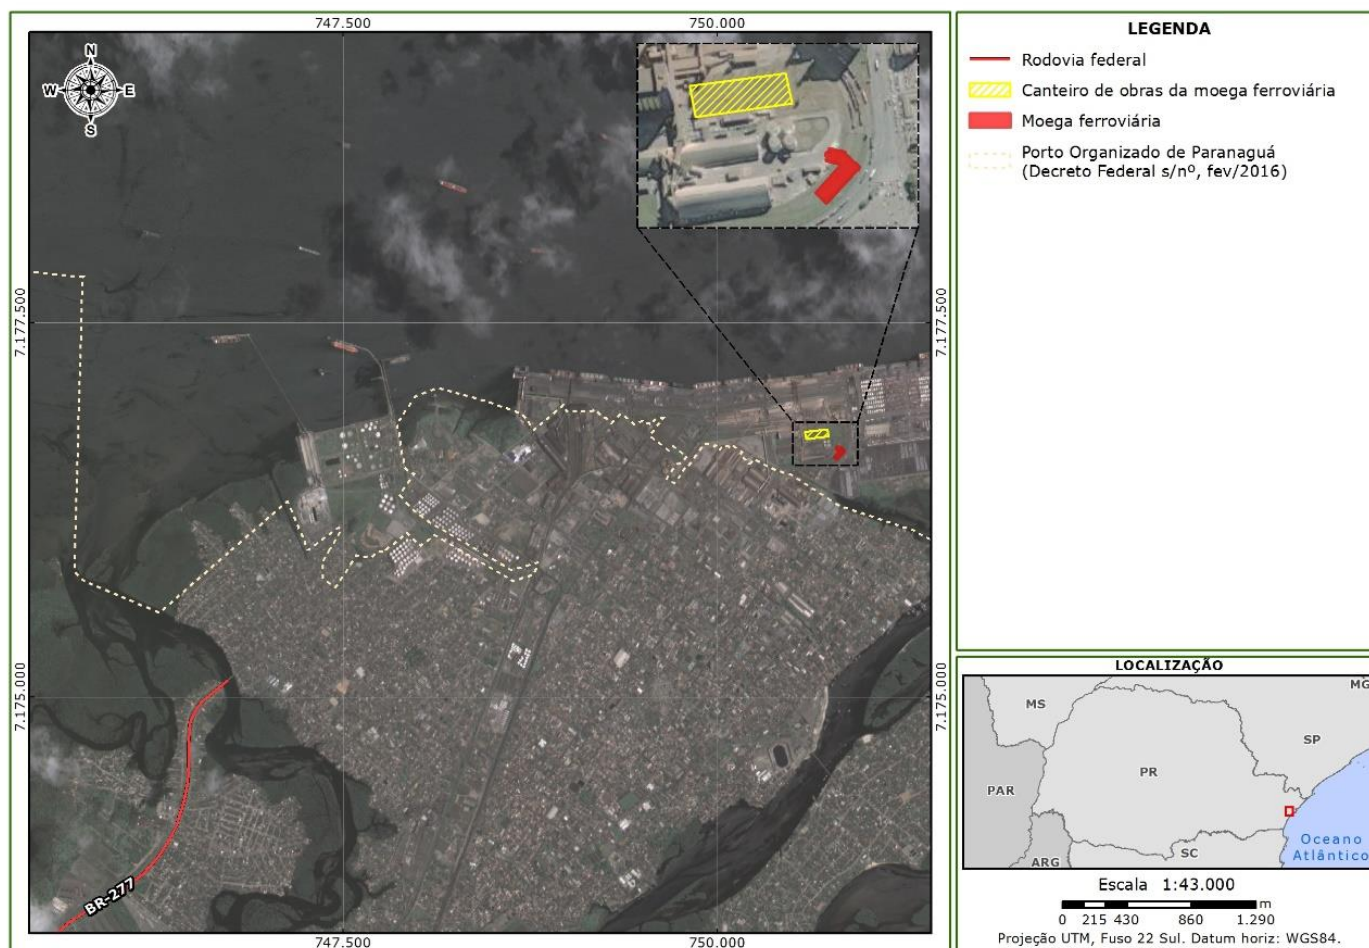 747.500
750.000
N
W
E
S
7.177.500
7.177.500
7.175.000
7.175.000
BR-277
747.500
750.000
LEGENDA
Rodovia federal
Canteiro de obras da moega ferroviária
Moega ferroviária
Porto Organizado de Paranaguá
(Decreto Federal s/nº, fev/2016)
LOCALIZAÇÃO
MS
MG
SP
PR
PAR
ARG
SC
Oceano
Atlântico
Escala 1:43.000
m
0 215 430 860 1.290
Projeção UTM, Fuso 22 Sul. Datum horiz: WGS84.